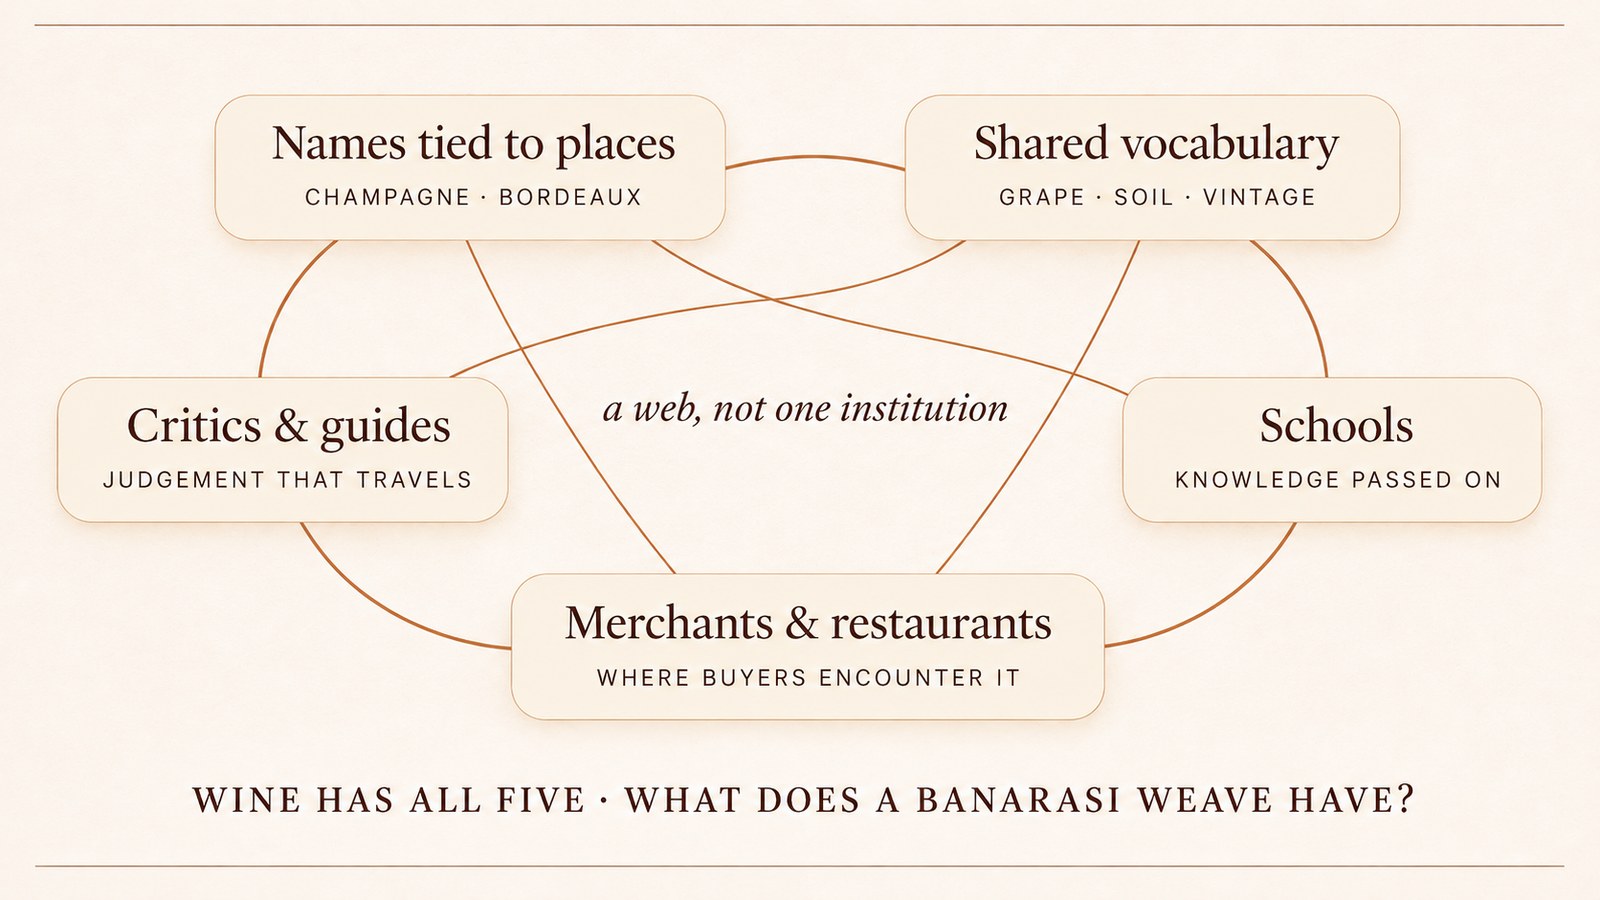 Names tied to places
CHAMPAGNE · BORDEAUX
Shared vocabulary
GRAPE · SOIL · VINTAGE
Critics & guides
JUDGEMENT THAT TRAVELS
a web, not one institution
Schools
KNOWLEDGE PASSED ON
Merchants & restaurants
WHERE BUYERS ENCOUNTER IT
WINE HAS ALL FIVE · WHAT DOES A BANARASI WEAVE HAVE?